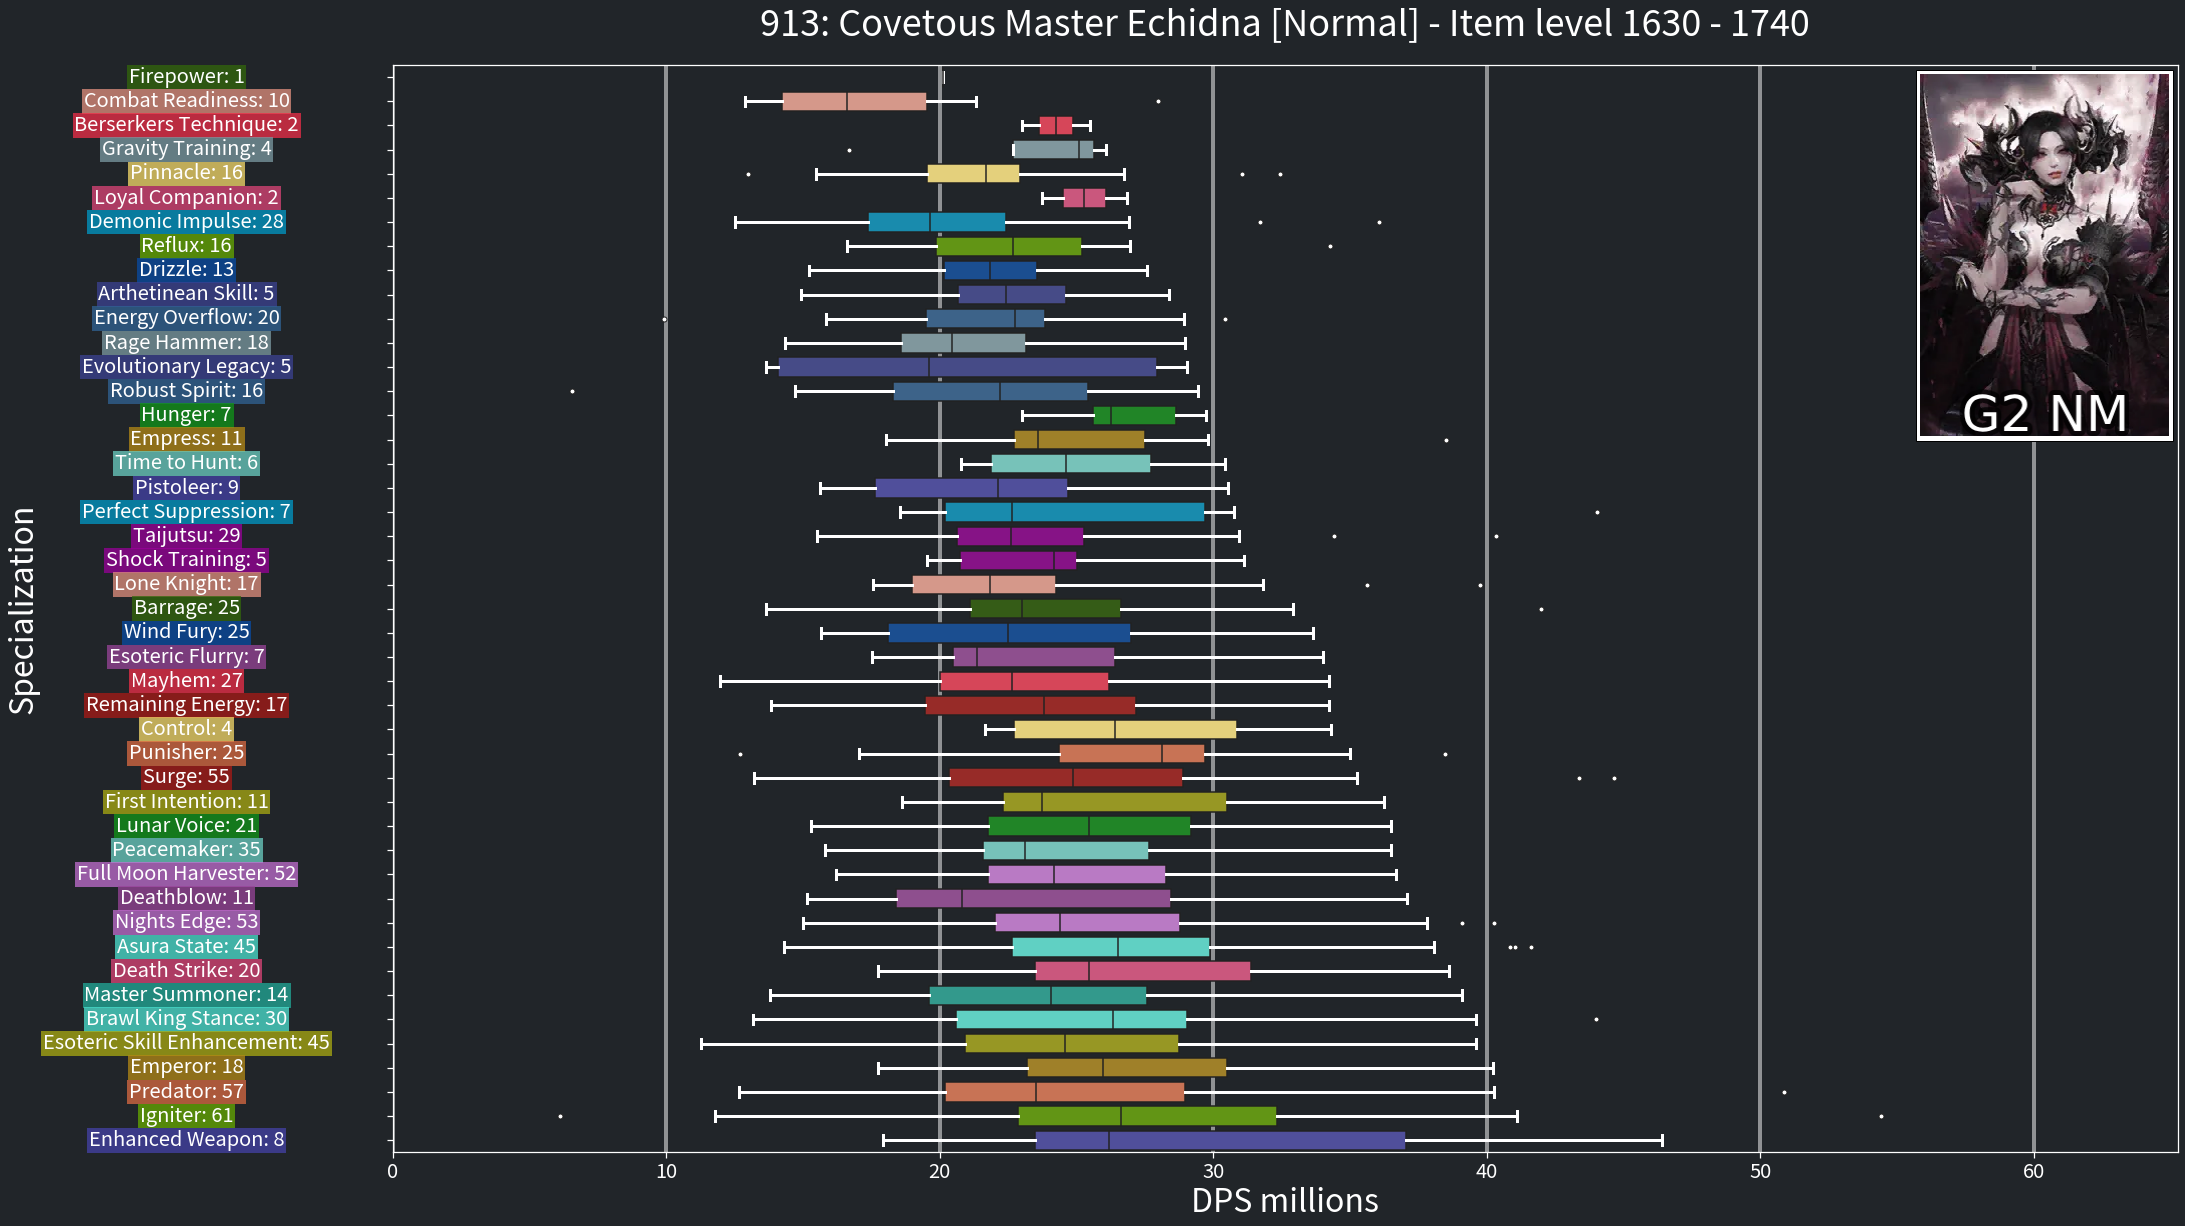 913: Covetous Master Echidna [Normal] - Item level 1630 - 1740
Specialization
Firepower: 1
Combat Readiness: 10
Berserkers Technique: 2
Gravity Training: 4
Pinnacle: 16
Loyal Companion: 2
Demonic Impulse: 28
Reflux: 16
Drizzle: 13
Arthetinean Skill: 5
Energy Overflow: 20
Rage Hammer: 18
Evolutionary Legacy: 5
Robust Spirit: 16
Hunger: 7
Empress: 11
Time to Hunt: 6
Pistoleer: 9
Perfect Suppression: 7
Taijutsu: 29
Shock Training: 5
Lone Knight: 17
Barrage: 25
Wind Fury: 25
Esoteric Flurry: 7
Mayhem: 27
Remaining Energy: 17
Control: 4
Punisher: 25
Surge: 55
First Intention: 11
Lunar Voice: 21
Peacemaker: 35
Full Moon Harvester: 52
Deathblow: 11
Nights Edge: 53
Asura State: 45
Death Strike: 20
Master Summoner: 14
Brawl King Stance: 30
Esoteric Skill Enhancement: 45
Emperor: 18
Predator: 57
Igniter: 61
Enhanced Weapon: 8
G2 NM
0 10 20 30 40 50 60
DPS millions